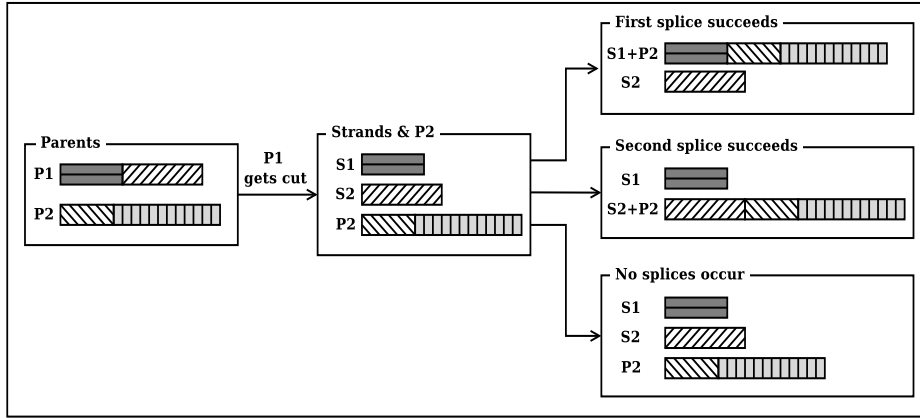 Parents
P1
P2
P1
gets cut
Strands & P2
S1
S2
P2
First splice succeeds
S1+P2
S2
Second splice succeeds
S1
S2+P2
No splices occur
S1
S2
P2